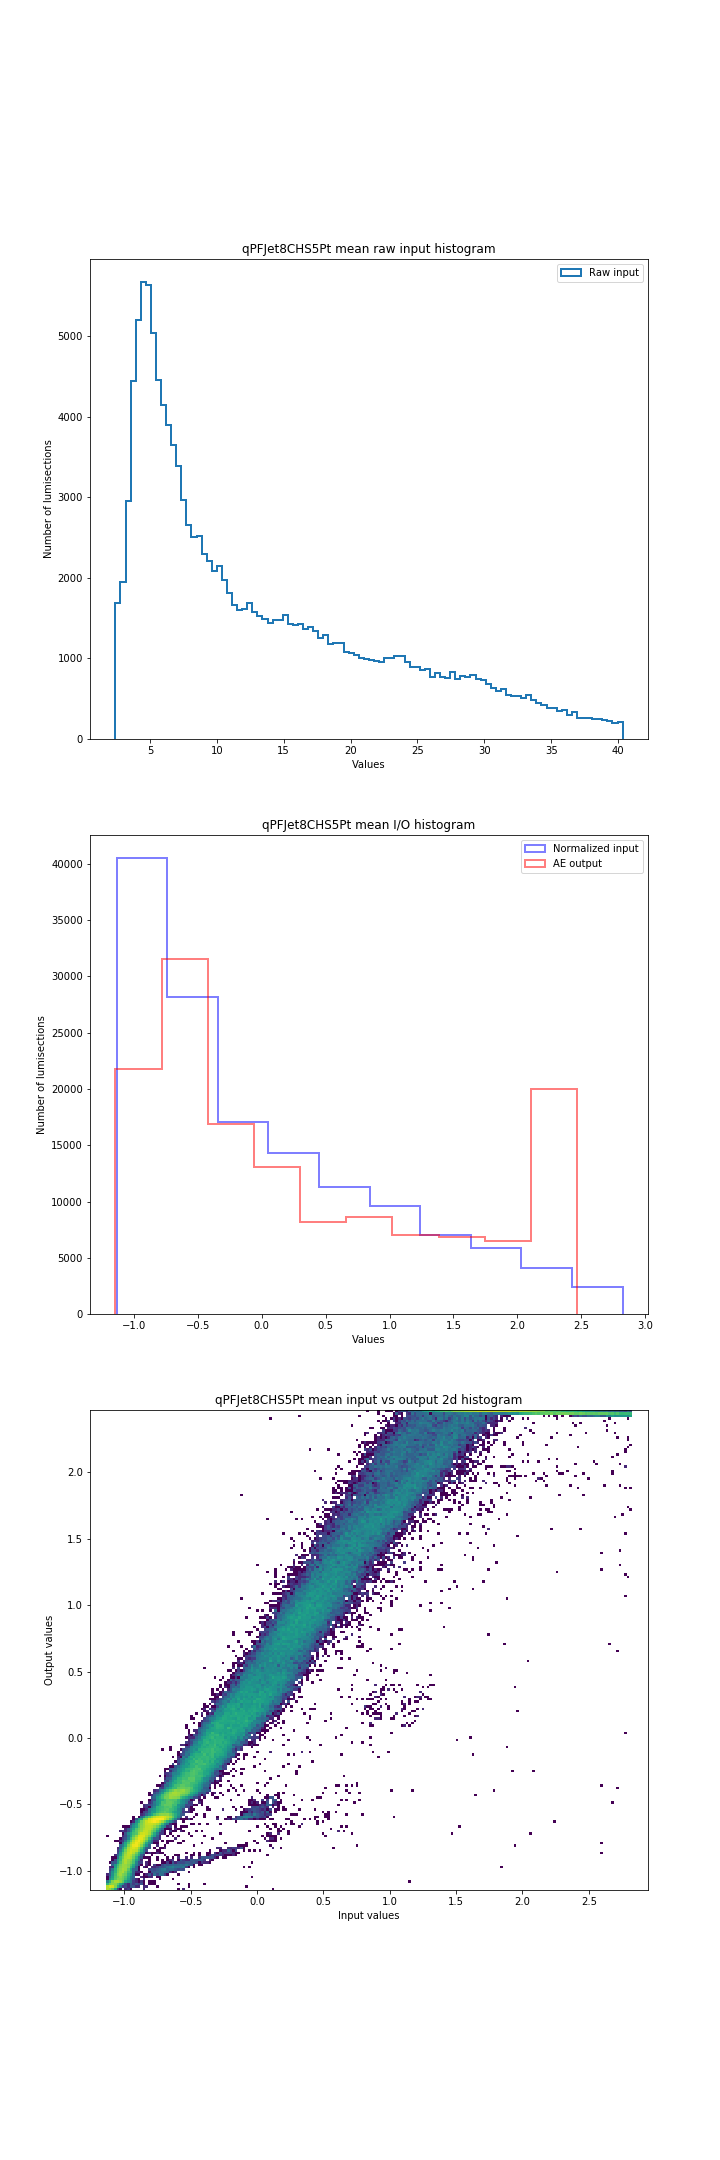 qPFJet8CHS5Pt mean raw input histogram
Raw input
Number of lumisections
5000
4000
3000
2000
1000
0
5 10 15 20 25 30 35 40
Values
qPFJet8CHS5Pt mean I/O histogram
Normalized input
AE output
Number of lumisections
40000
35000
30000
25000
20000
15000
10000
5000
0
−1.0 −0.5 0.0 0.5 1.0 1.5 2.0 2.5 3.0
Values
qPFJet8CHS5Pt mean input vs output 2d histogram
Output values
2.0
1.5
1.0
0.5
0.0
−0.5
−1.0
−1.0 −0.5 0.0 0.5 1.0 1.5 2.0 2.5
Input values